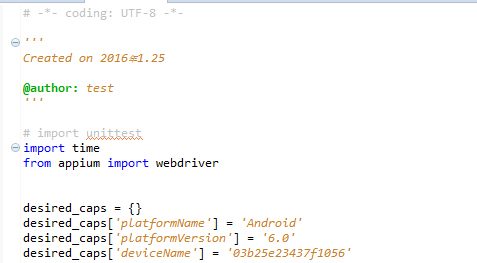 # -*- coding: UTF-8 -*-
'''
Created on 2016年1.25
@author: test
'''
# import unittest
import time
from appium import webdriver
desired_caps = {}
desired_caps['platformName'] = 'Android'
desired_caps['platformVersion'] = '6.0'
desired_caps['deviceName'] = '03b25e23437f1056'